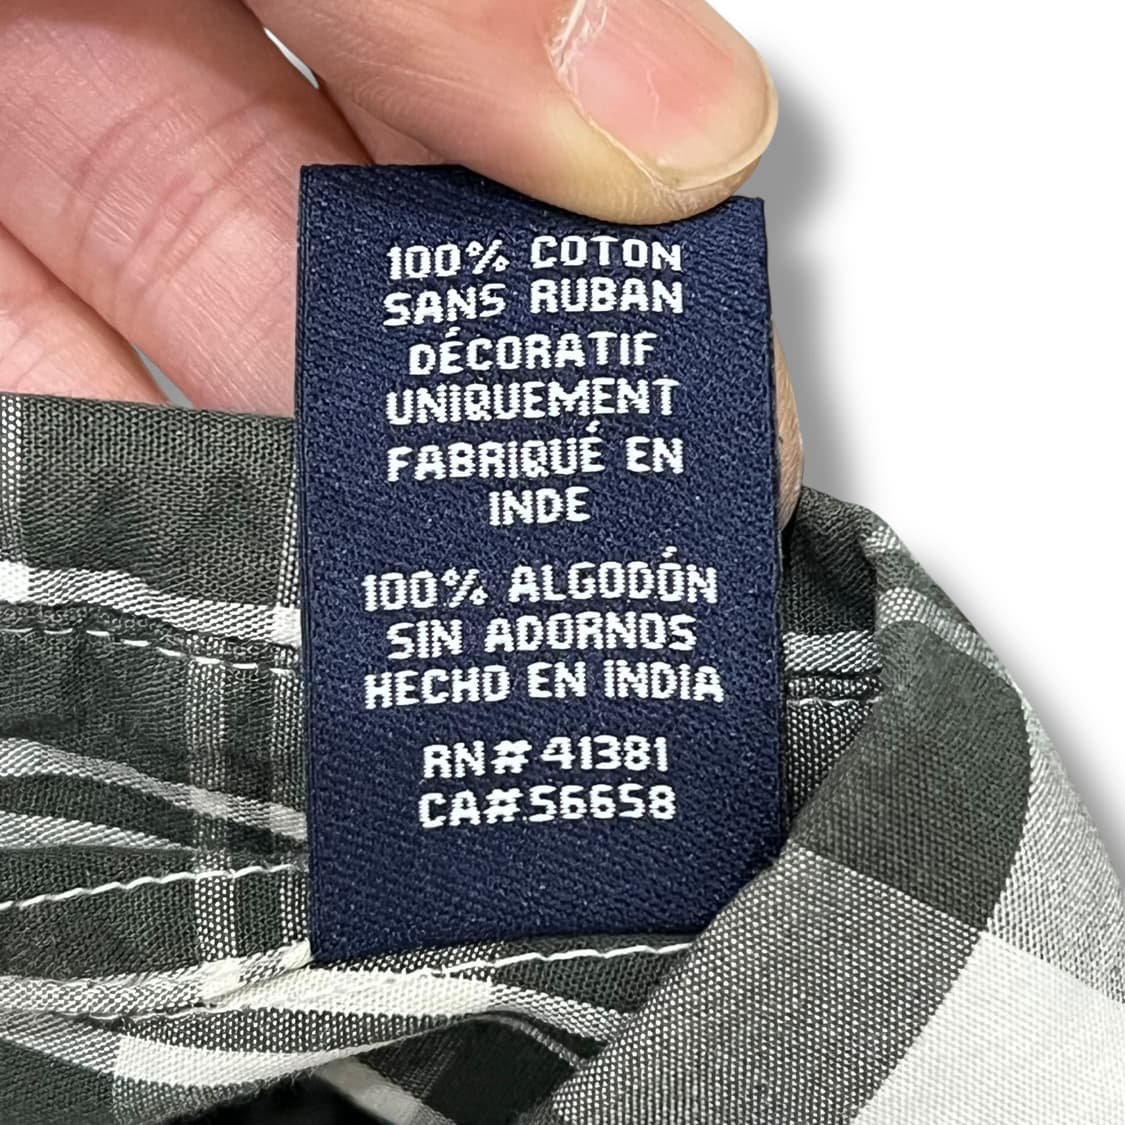 100% COTON
SANS RUBAN
DÉCORATIF
UNIQUEMENT
FABRIQUÉ EN
INDE
100% ALGODÓN
SIN ADORNOS
HECHO EN INDIA
RN#41381
CA#56658